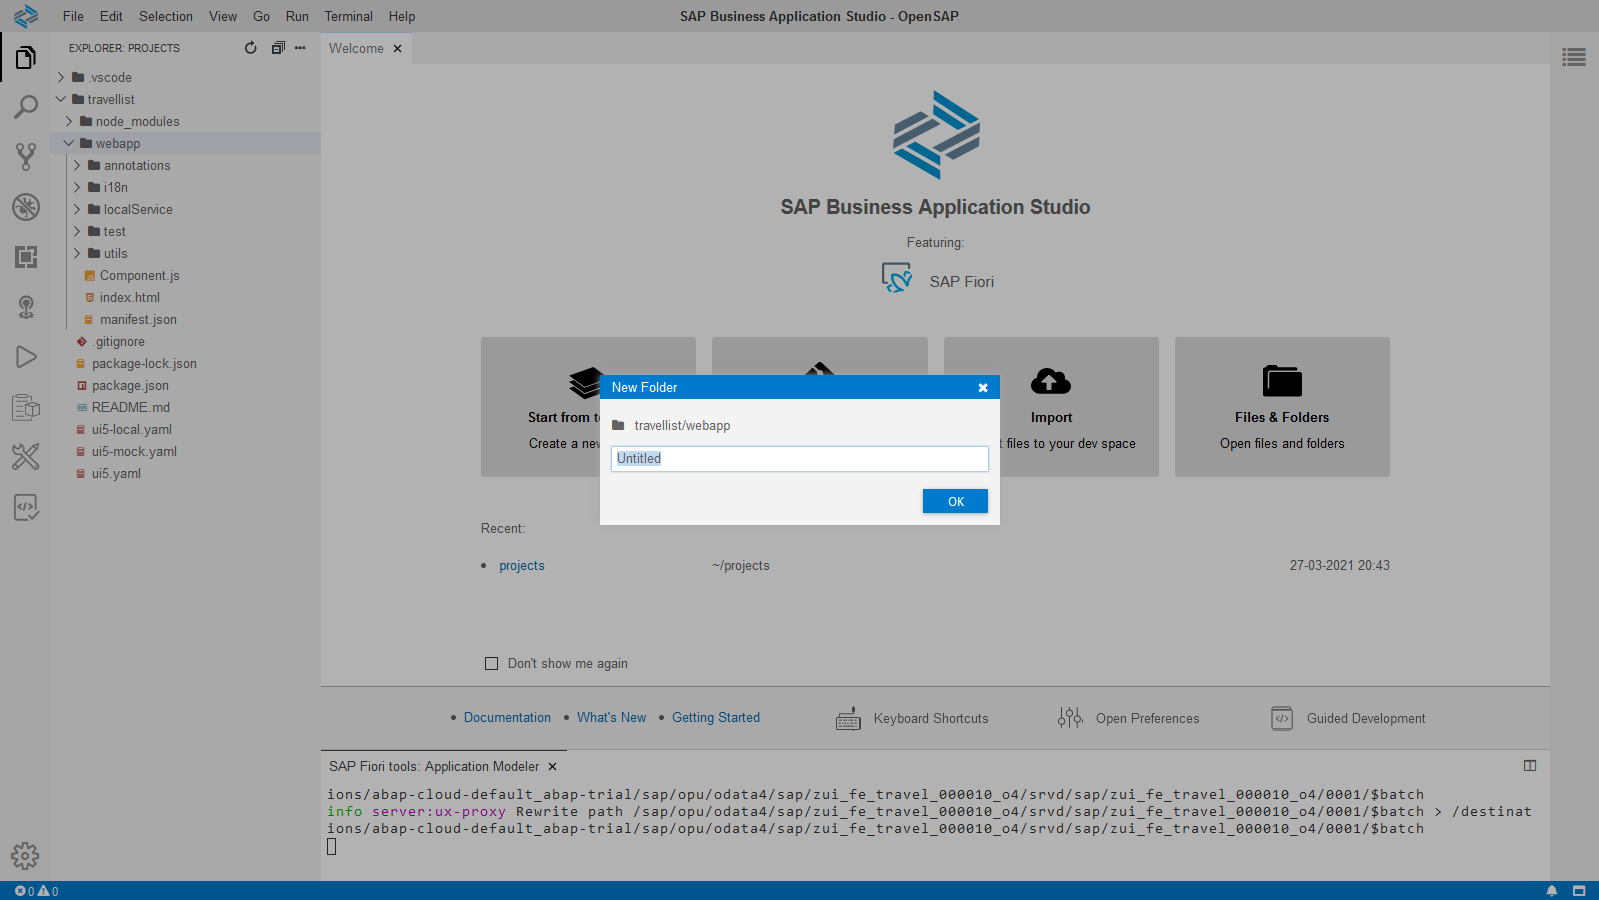 File Edit Selection View Go Run Terminal Help
SAP Business Application Studio - OpenSAP
EXPLORER: PROJECTS
.vscode
travellist
node_modules
webapp
annotations
i18n
localService
test
utils
Component.js
index.html
manifest.json
.gitignore
package-lock.json
package.json
README.md
ui5-local.yaml
ui5-mock.yaml
ui5.yaml
Welcome
SAP Business Application Studio
Featuring:
SAP Fiori
Start from
Create a new
Import
files to your dev space
Files & Folders
Open files and folders
New Folder
travellist/webapp
Untitled
OK
Recent:
projects ~/projects 27-03-2021 20:43
Don't show me again
Documentation What's New Getting Started
Keyboard Shortcuts
Open Preferences
Guided Development
SAP Fiori tools: Application Modeler
ions/abap-cloud-default_abap-trial/sap/opu/odata4/sap/zui_fe_travel_000010_o4/srvd/sap/zui_fe_travel_000010_o4/0001/$batch
info server:ux-proxy Rewrite path /sap/opu/odata4/sap/zui_fe_travel_000010_o4/srvd/sap/zui_fe_travel_000010_o4/0001/$batch > /destinat
ions/abap-cloud-default_abap-trial/sap/opu/odata4/sap/zui_fe_travel_000010_o4/srvd/sap/zui_fe_travel_000010_o4/0001/$batch
0 0